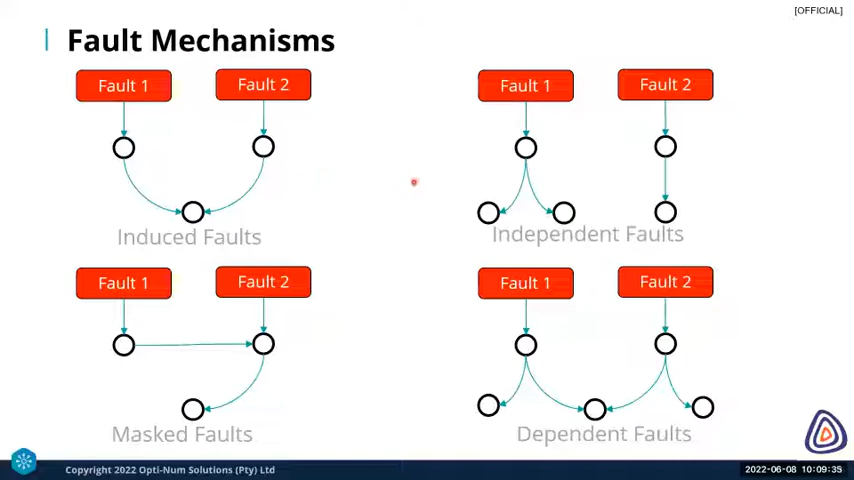 [OFFICIAL]
Fault Mechanisms
Fault 1
Fault 2
Fault 1
Fault 2
Induced Faults
Independent Faults
Fault 1
Fault 2
Fault 1
Fault 2
Masked Faults
Dependent Faults
Copyright 2022 Opti-Num Solutions (Pty) Ltd
2022-06-08 10:09:35